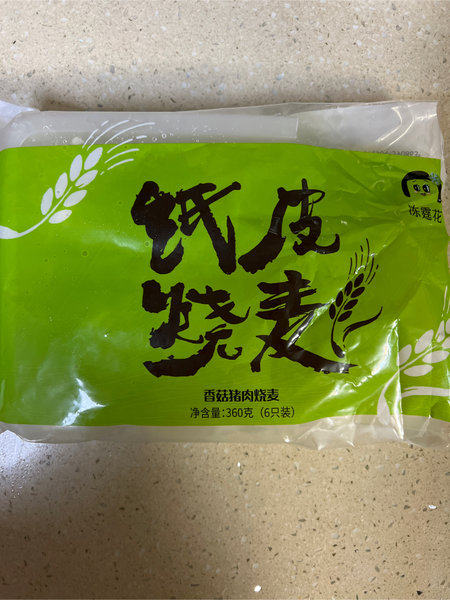 冻霆花
纸皮
烧麦
香菇猪肉烧麦
净含量:360克(6只装)